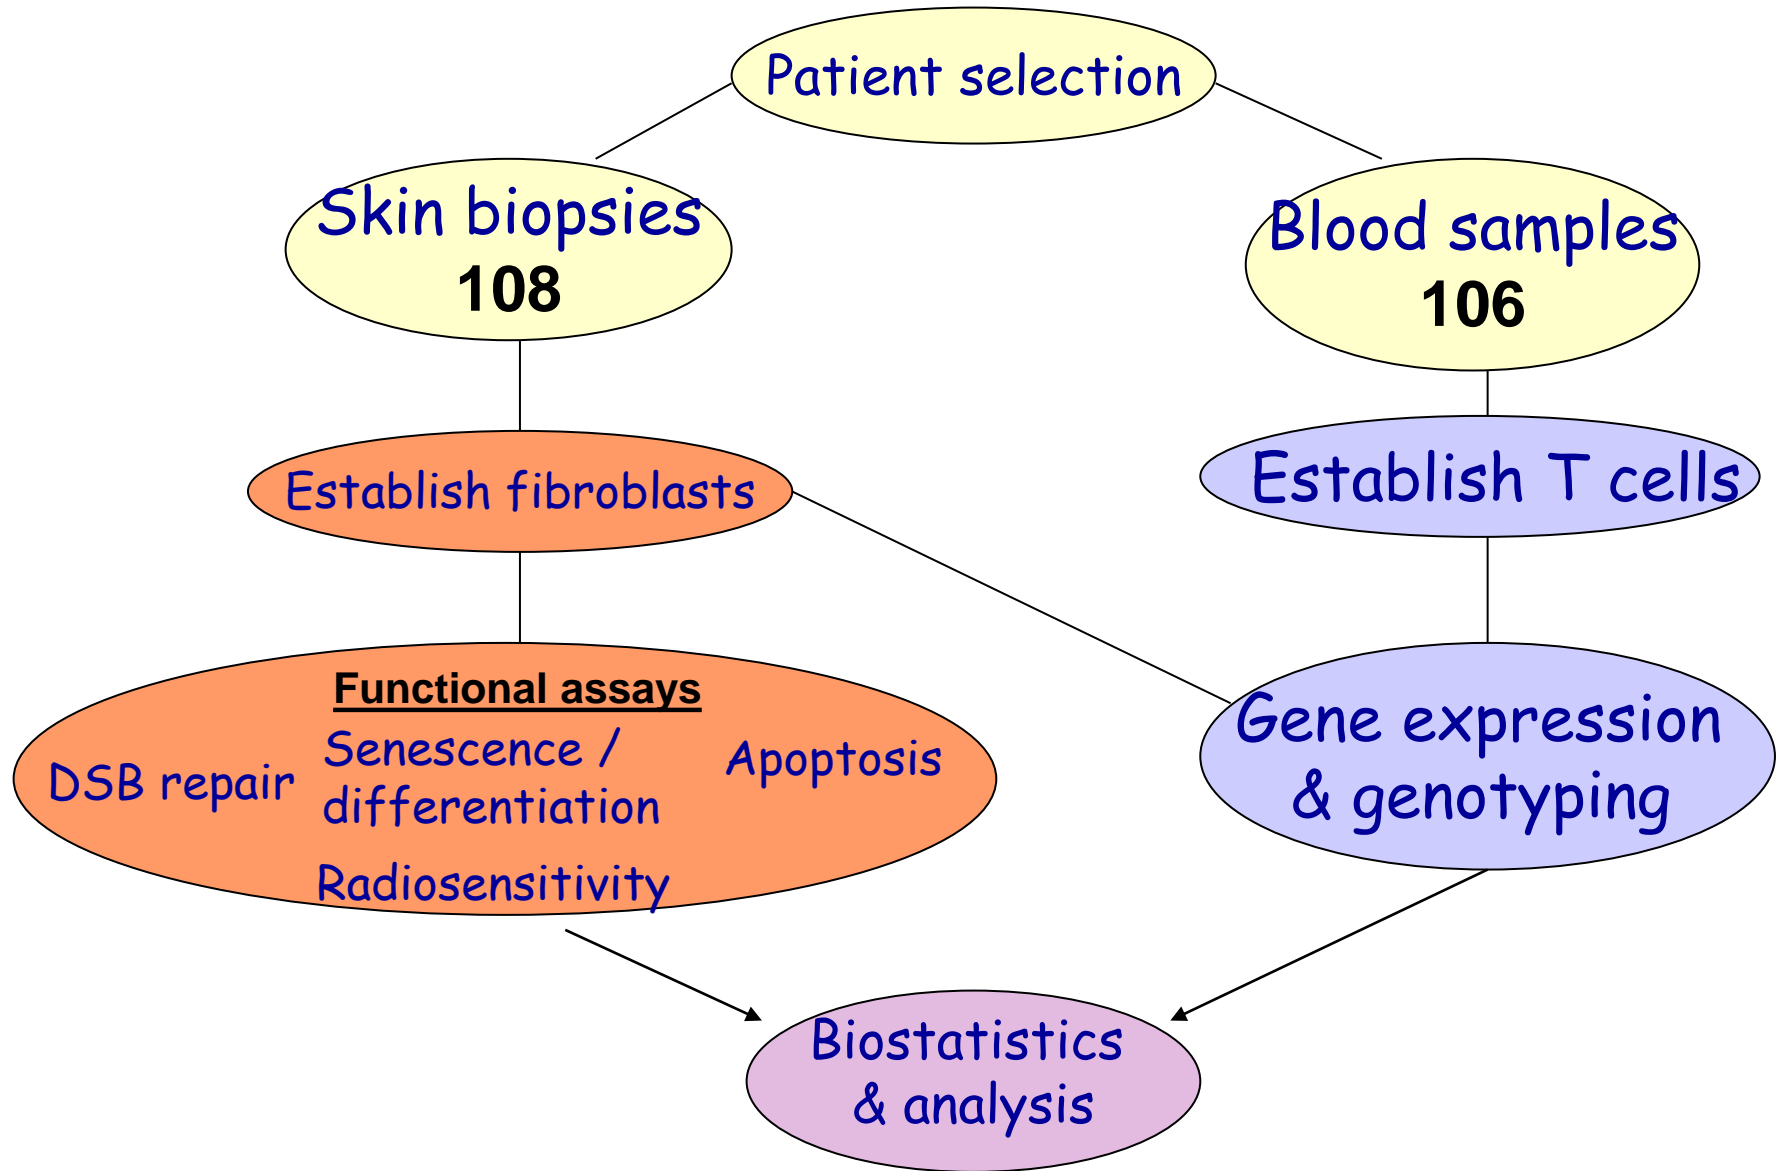 Patient selection
Skin biopsies
108
Blood samples
106
Establish fibroblasts
Establish T cells
Functional assays
DSB repair
Senescence /
differentiation
Apoptosis
Radiosensitivity
Gene expression
& genotyping
Biostatistics
& analysis